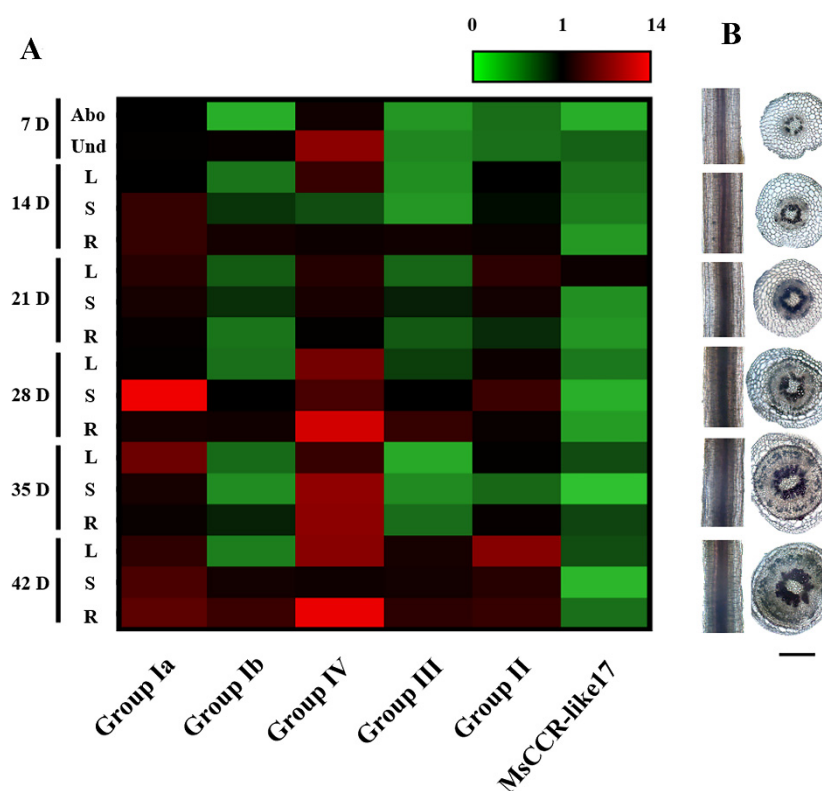 0 1 14
A
B
Abo
7 D
Und
L
14 D
S
R
L
21 D
S
R
L
28 D
S
R
L
35 D
S
R
L
42 D
S
R
Group Ia
Group Ib
Group IV
Group III
Group II
MsCCR-like17